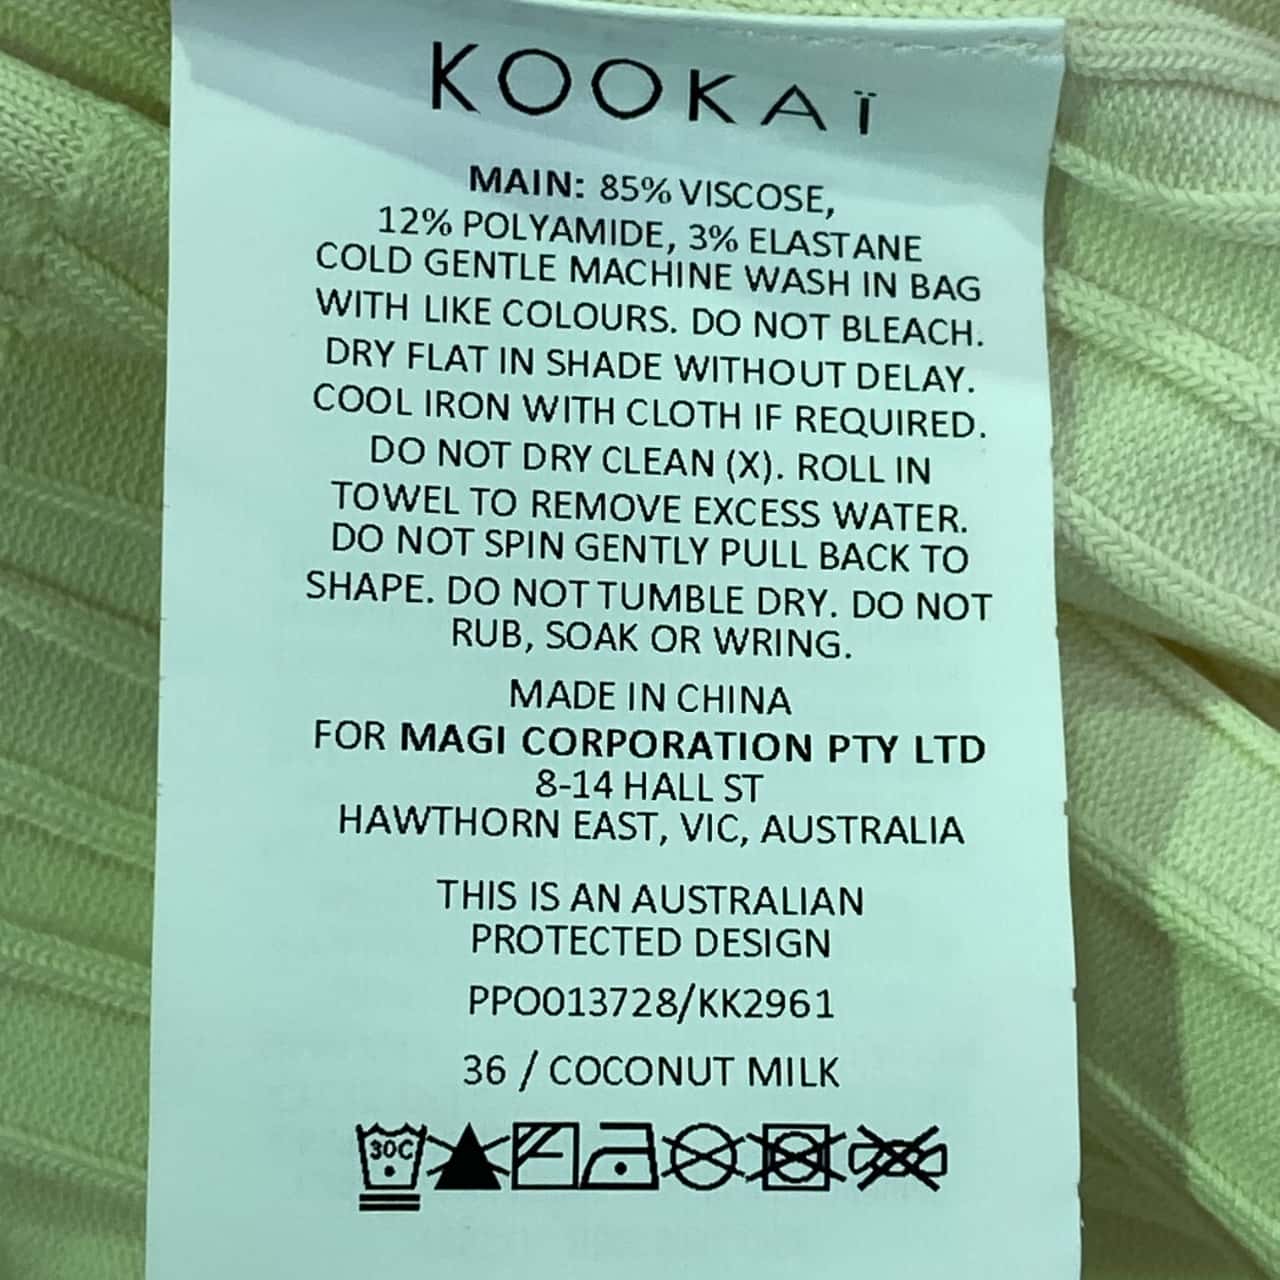 KOOKAÏ
MAIN: 85% VISCOSE,
12% POLYAMIDE, 3% ELASTANE
COLD GENTLE MACHINE WASH IN BAG
WITH LIKE COLOURS. DO NOT BLEACH.
DRY FLAT IN SHADE WITHOUT DELAY.
COOL IRON WITH CLOTH IF REQUIRED.
DO NOT DRY CLEAN (X). ROLL IN
TOWEL TO REMOVE EXCESS WATER.
DO NOT SPIN GENTLY PULL BACK TO
SHAPE. DO NOT TUMBLE DRY. DO NOT
RUB, SOAK OR WRING.
MADE IN CHINA
FOR MAGI CORPORATION PTY LTD
8-14 HALL ST
HAWTHORN EAST, VIC, AUSTRALIA
THIS IS AN AUSTRALIAN
PROTECTED DESIGN
PPO013728/KK2961
36 / COCONUT MILK
30C